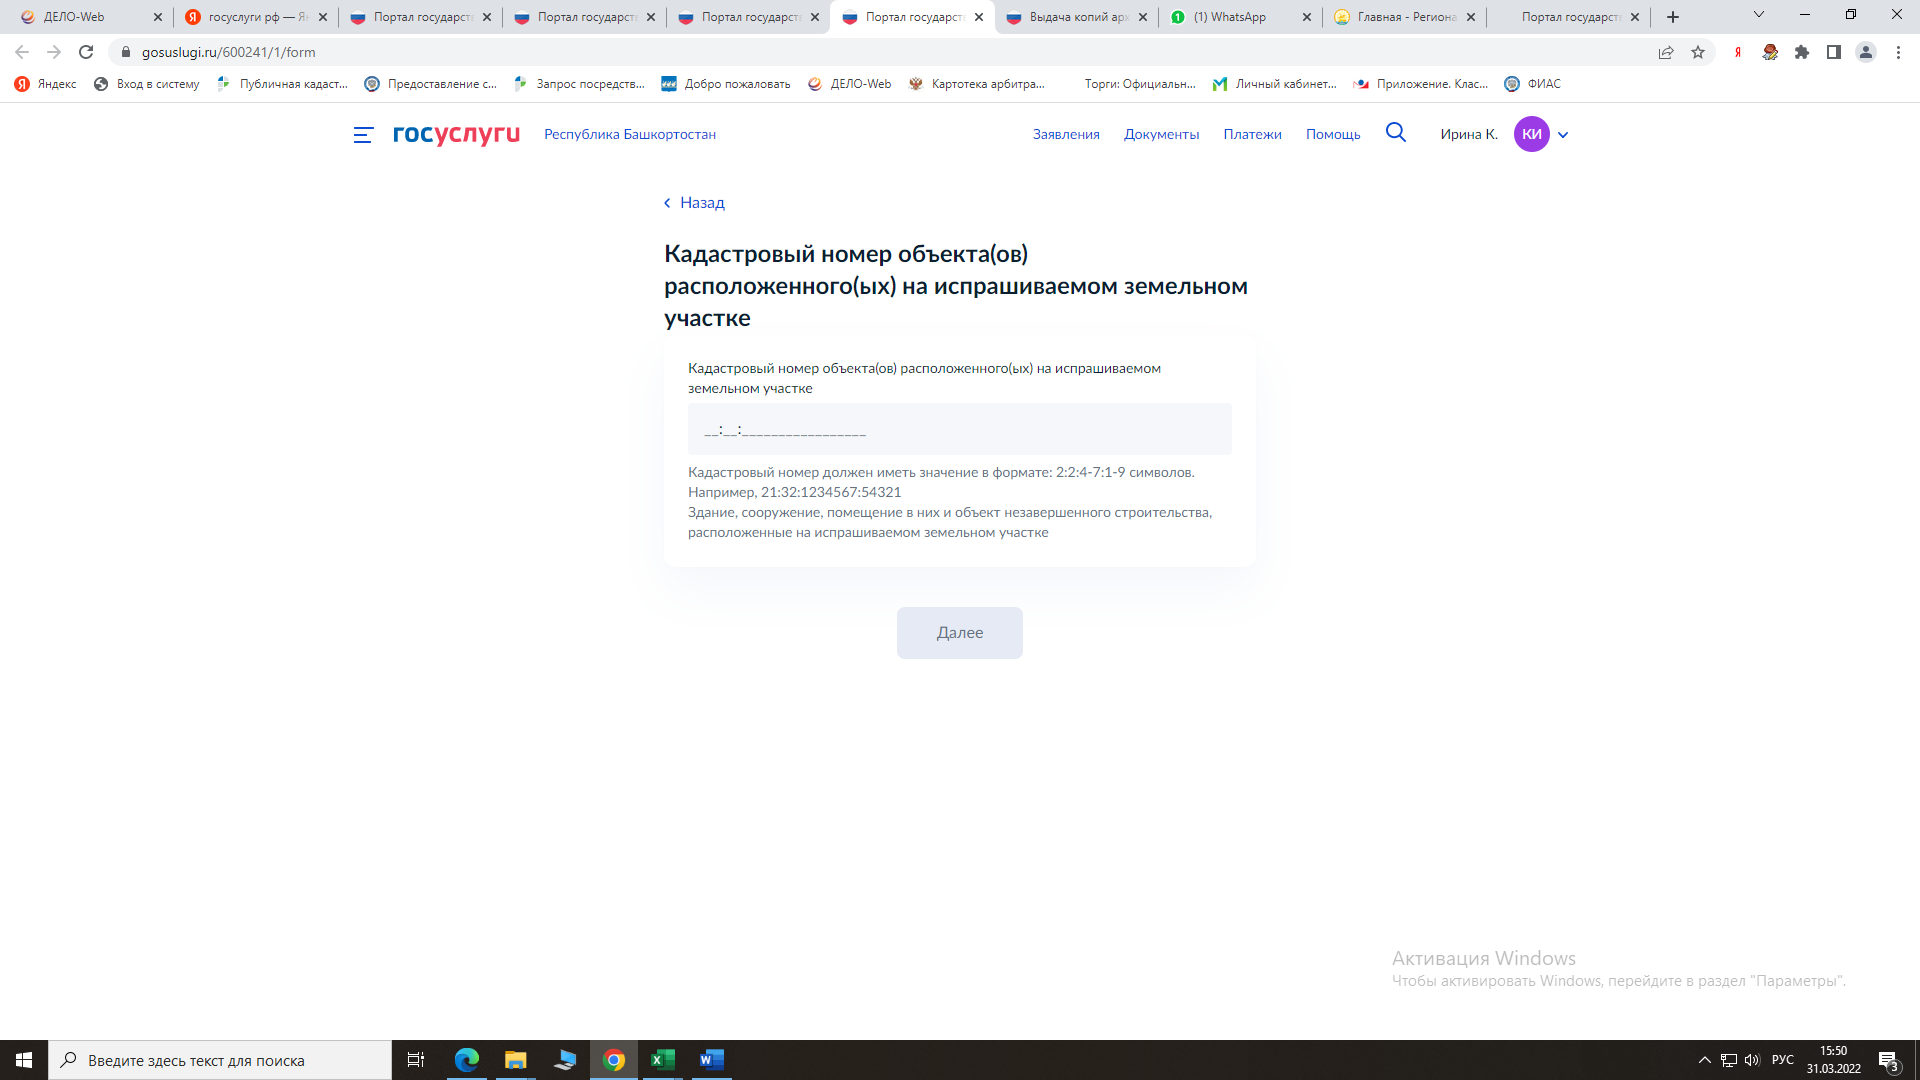 ДЕЛО-Web
госуслуги рф — Ян
Портал государст
Портал государст
Портал государст
Портал государст
Выдача копий арх
(1) WhatsApp
Главная - Региона
Портал государст
gosuslugi.ru/600241/1/form
Яндекс
Вход в систему
Публичная кадаст...
Предоставление с...
Запрос посредств...
Добро пожаловать
ДЕЛО-Web
Картотека арбитра...
Торги: Официальн...
Личный кабинет...
Приложение. Клас...
ФИАС
госуслуги
Республика Башкортостан
Заявления
Документы
Платежи
Помощь
Ирина К.
КИ
Назад
Кадастровый номер объекта(ов)
расположенного(ых) на испрашиваемом земельном
участке
Кадастровый номер объекта(ов) расположенного(ых) на испрашиваемом
земельном участке
__:__:_________________
Кадастровый номер должен иметь значение в формате: 2:2:4-7:1-9 символов.
Например, 21:32:1234567:54321
Здание, сооружение, помещение в них и объект незавершенного строительства,
расположенные на испрашиваемом земельном участке
Далее
Активация Windows
Чтобы активировать Windows, перейдите в раздел "Параметры".
Введите здесь текст для поиска
РУС
15:50
31.03.2022
3